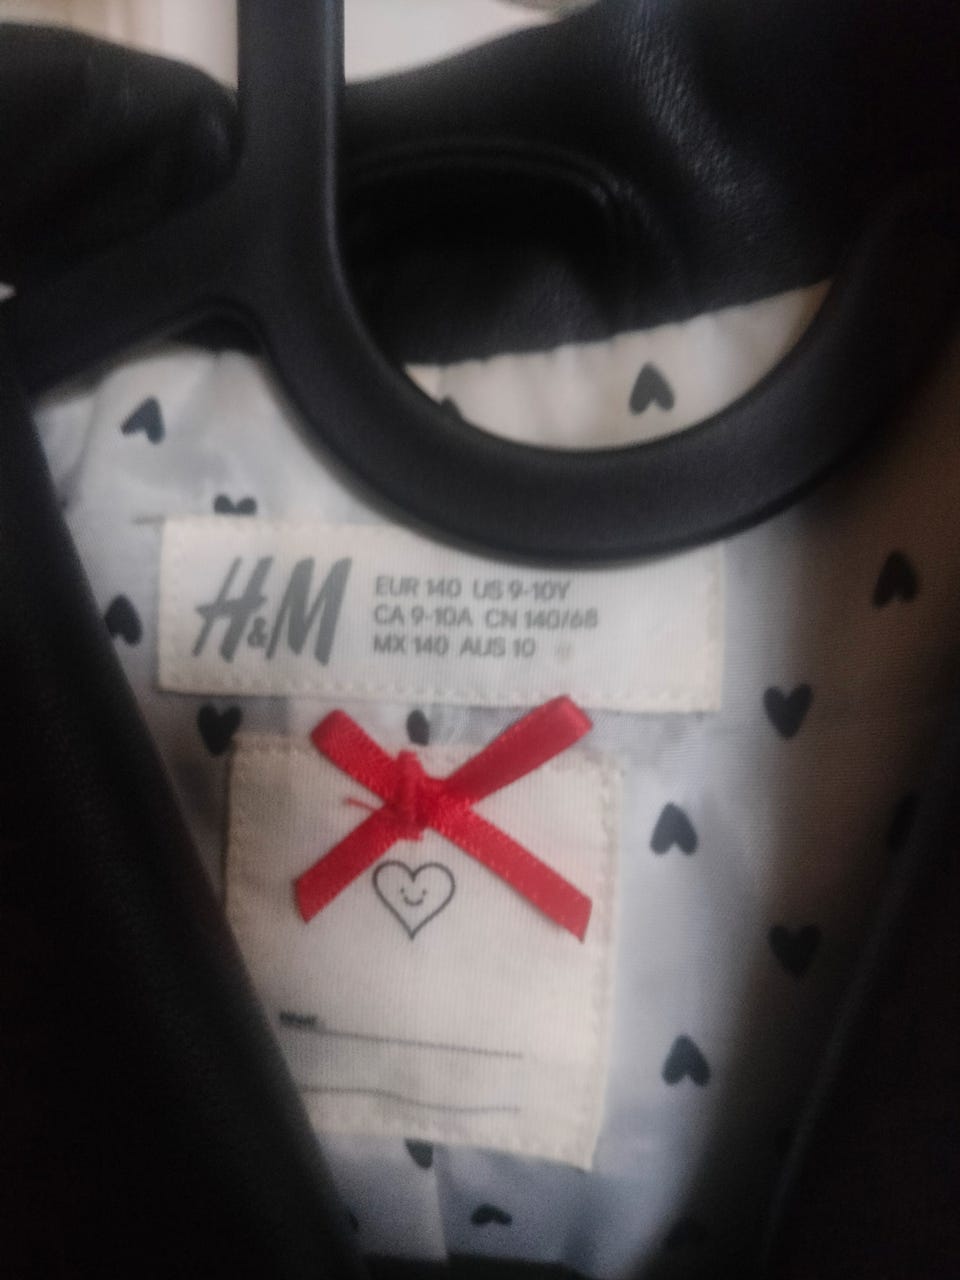 H&M
EUR 140 US 9-10Y
CA 9-10A CN 140/68
MX 140 AUS 10